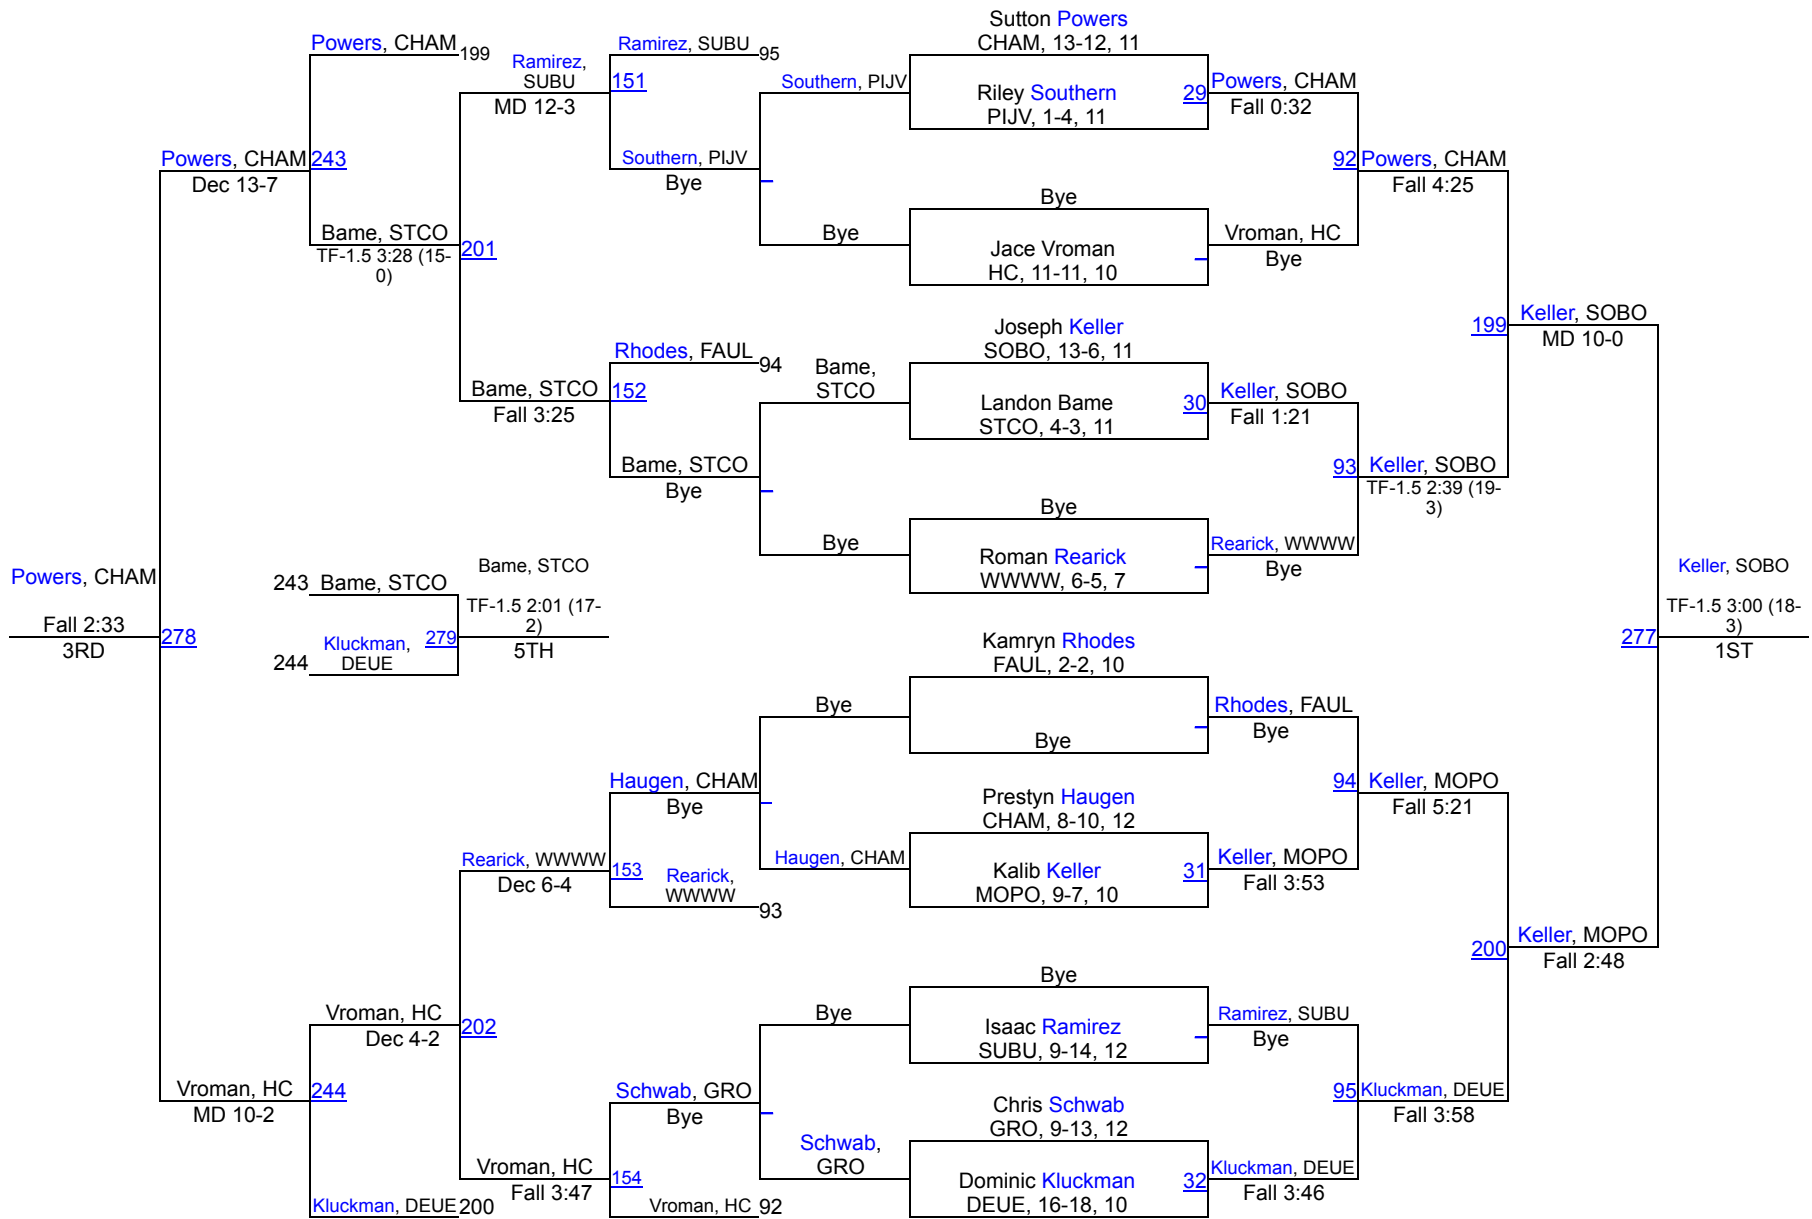 Sutton Powers
CHAM, 13-12, 11
Riley Southern
PIJV, 1-4, 11
29
Bye
Jace Vroman
HC, 11-11, 10
Joseph Keller
SOBO, 13-6, 11
Landon Bame
STCO, 4-3, 11
30
Bye
Roman Rearick
WWWW, 6-5, 7
Kamryn Rhodes
FAUL, 2-2, 10
Bye
Prestyn Haugen
CHAM, 8-10, 12
Kalib Keller
MOPO, 9-7, 10
31
Bye
Isaac Ramirez
SUBU, 9-14, 12
Chris Schwab
GRO, 9-13, 12
Dominic Kluckman
DEUE, 16-18, 10
32
Powers, CHAM
Fall 0:32
92
Vroman, HC
Bye
Keller, SOBO
Fall 1:21
93
Rearick, WWWW
Bye
Rhodes, FAUL
Bye
94
Keller, MOPO
Fall 3:53
Ramirez, SUBU
Bye
95
Kluckman, DEUE
Fall 3:46
Powers, CHAM
Fall 4:25
199
Keller, SOBO
TF-1.5 2:39 (19-
3)
Keller, MOPO
Fall 5:21
200
Kluckman, DEUE
Fall 3:58
Keller, SOBO
MD 10-0
277
Keller, MOPO
Fall 2:48
Keller, SOBO
TF-1.5 3:00 (18-
3)
1ST
Southern, PIJV
Bye
Bame,
STCO
Bye
Bye
Haugen, CHAM
Bye
Schwab,
GRO
Ramirez, SUBU
95
151
Southern, PIJV
Bye
Rhodes, FAUL
94
152
Bame, STCO
Bye
Haugen, CHAM
Bye
153
Rearick,
WWWW
93
Schwab, GRO
Bye
154
Vroman, HC
92
Ramirez,
SUBU
MD 12-3
201
Bame, STCO
Fall 3:25
Rearick, WWWW
Dec 6-4
202
Vroman, HC
Fall 3:47
Powers, CHAM
199
243
Bame, STCO
TF-1.5 3:28 (15-
0)
Vroman, HC
Dec 4-2
244
Kluckman, DEUE
200
Powers, CHAM
Dec 13-7
278
Vroman, HC
MD 10-2
Powers, CHAM
Fall 2:33
3RD
243
Bame, STCO
279
244
Kluckman,
DEUE
Bame, STCO
TF-1.5 2:01 (17-
2)
5TH